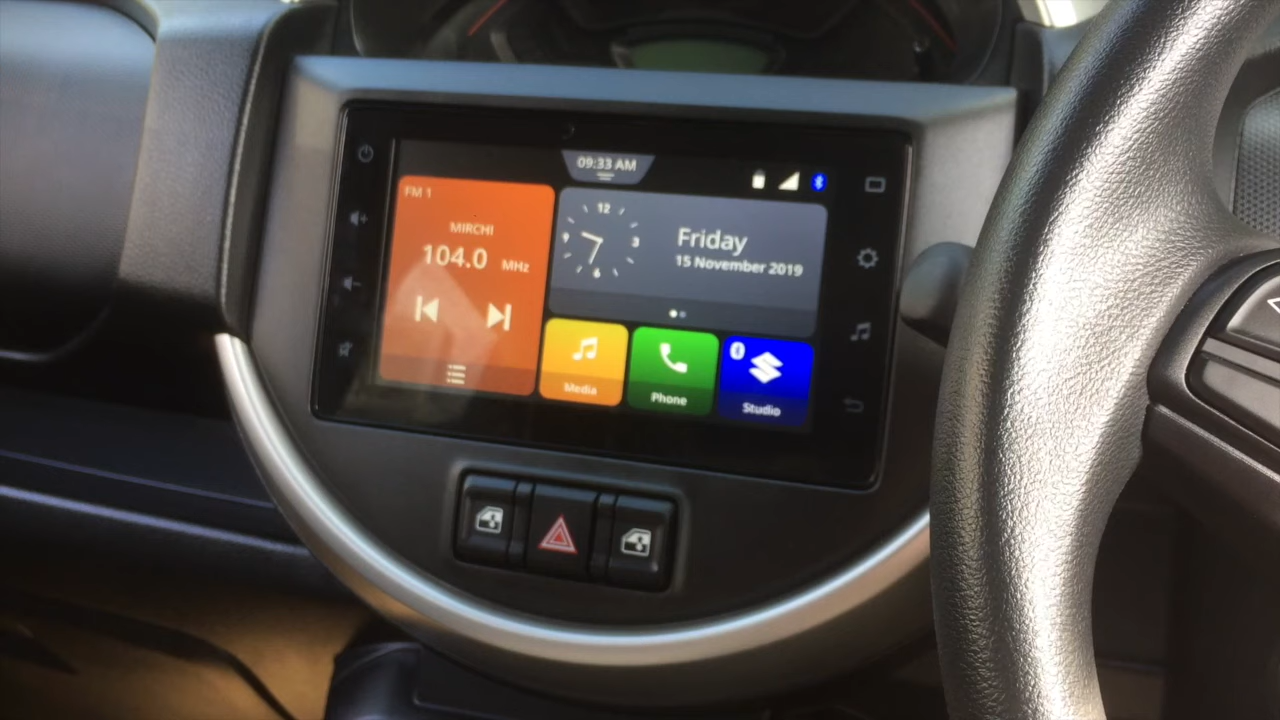 09:33 AM
FM 1
MIRCHI
104.0 MHz
12
3
6
9
Friday
15 November 2019
Media
Phone
Studio